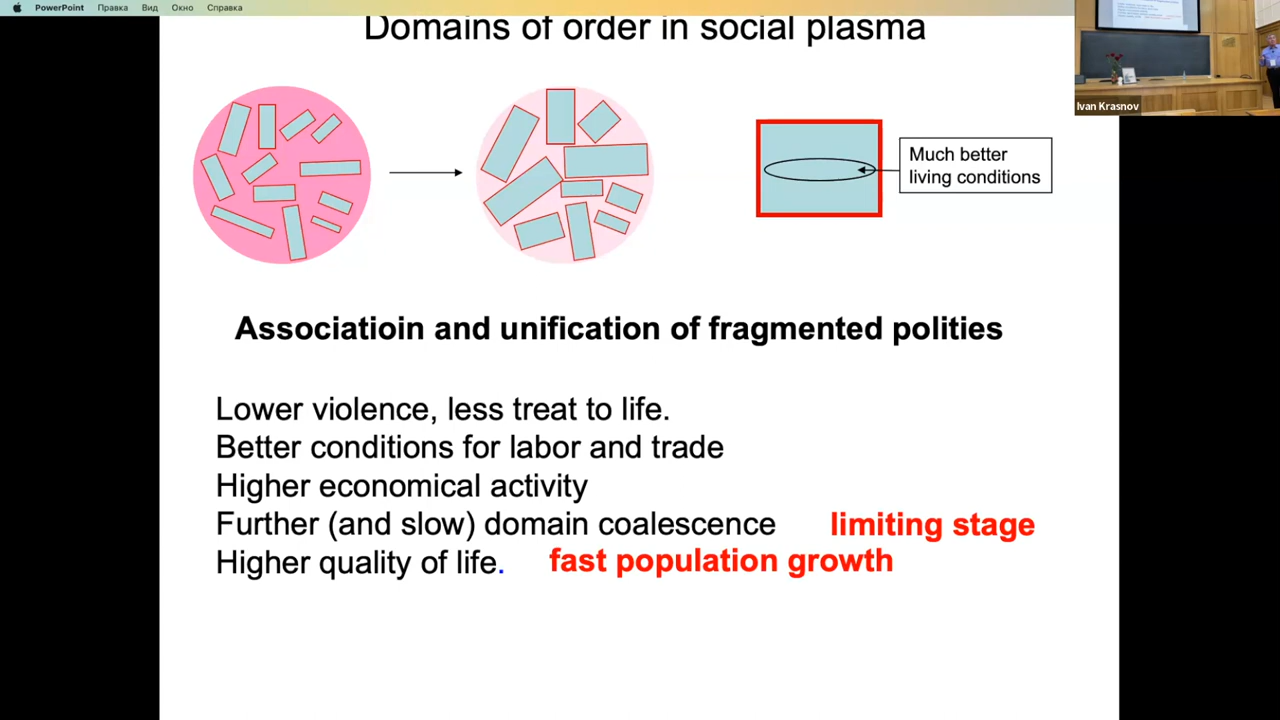 PowerPoint Правка Вид Окно Справка
Domains of order in social plasma
Ivan Krasnov
Much better
living conditions
Associatioin and unification of fragmented polities
Lower violence, less treat to life.
Better conditions for labor and trade
Higher economical activity
Further (and slow) domain coalescence limiting stage
Higher quality of life. fast population growth